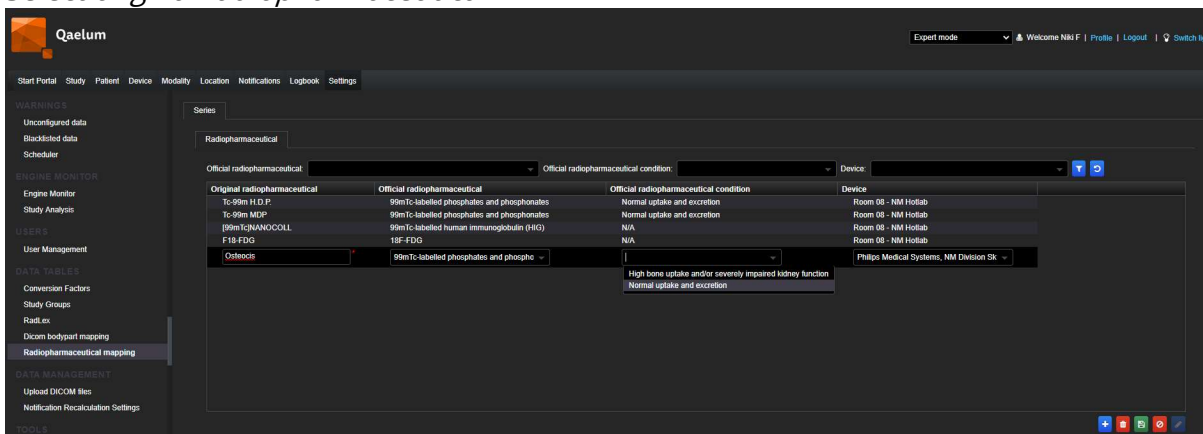 Qaelum
Expert mode
Welcome Niki F | Profile | Logout | Switch li
Start Portal Study Patient Device Modality Location Notifications Logbook Settings
WARNINGS
Unconfigured data
Blacklisted data
Scheduler
ENGINE MONITOR
Engine Monitor
Study Analysis
USERS
User Management
DATA TABLES
Conversion Factors
Study Groups
RadLex
Dicom bodypart mapping
Radiopharmaceutical mapping
DATA MANAGEMENT
Upload DICOM files
Notification Recalculation Settings
TOOLS
Series
Radiopharmaceutical
Official radiopharmaceutical: Official radiopharmaceutical condition: Device:
Original radiopharmaceutical Official radiopharmaceutical Official radiopharmaceutical condition Device
Tc-99m H.D.P. 99mTc-labelled phosphates and phosphonates Normal uptake and excretion Room 08 - NM Hotlab
Tc-99m MDP 99mTc-labelled phosphates and phosphonates Normal uptake and excretion Room 08 - NM Hotlab
[99mTc]NANOCOLL 99mTc-labelled human immunoglobulin (HIG) N/A Room 08 - NM Hotlab
F18-FDG 18F-FDG N/A Room 08 - NM Hotlab
Osteocis * 99mTc-labelled phosphates and phosphc Philips Medical Systems, NM Division Sk
High bone uptake and/or severely impaired kidney function
Normal uptake and excretion